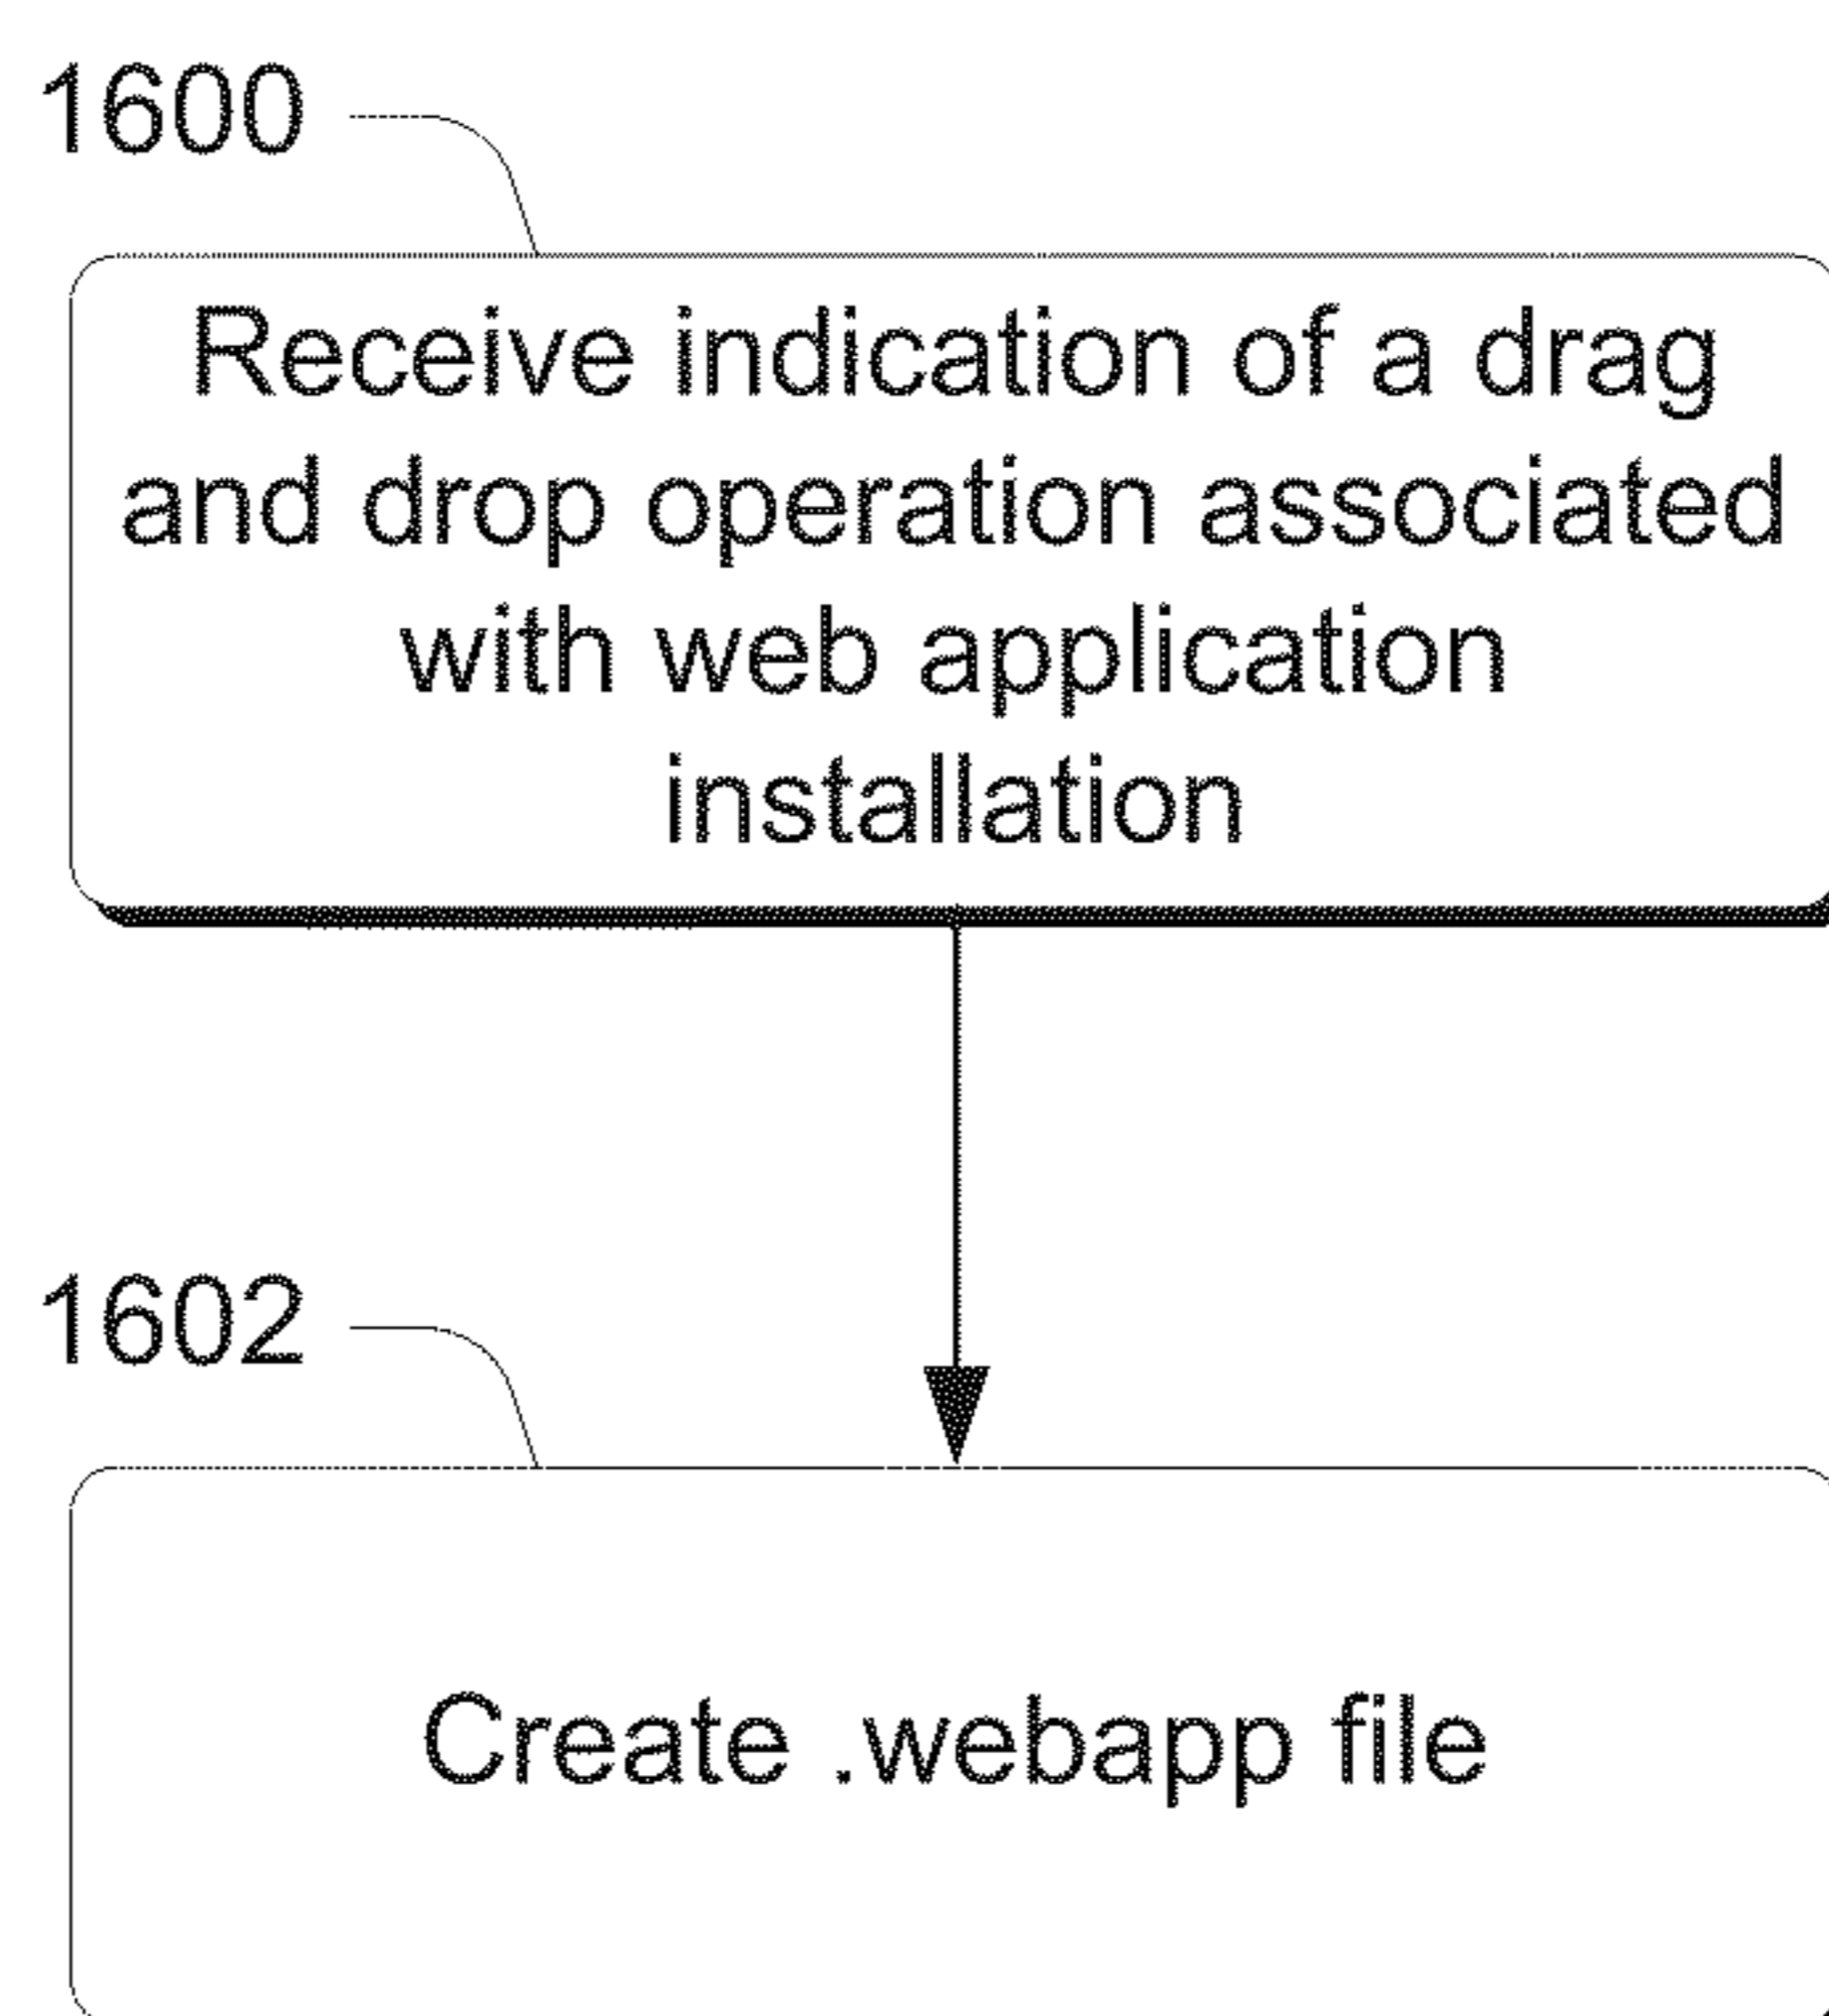 1600
Receive indication of a drag
and drop operation associated
with web application
installation
1602
Create .webapp file